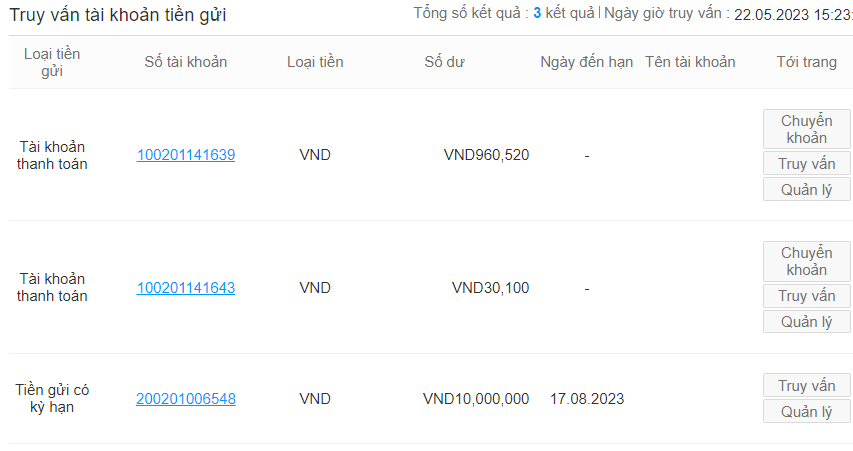 Truy vấn tài khoản tiền gửi Tổng số kết quả : 3 kết quả | Ngày giờ truy vấn : 22.05.2023 15:23:
Loại tiền gửi Số tài khoản Loại tiền Số dư Ngày đến hạn Tên tài khoản Tới trang
Tài khoản thanh toán 100201141639 VND VND960,520 -
Chuyển khoản
Truy vấn
Quản lý
Tài khoản thanh toán 100201141643 VND VND30,100 -
Chuyển khoản
Truy vấn
Quản lý
Tiền gửi có kỳ hạn 200201006548 VND VND10,000,000 17.08.2023
Truy vấn
Quản lý